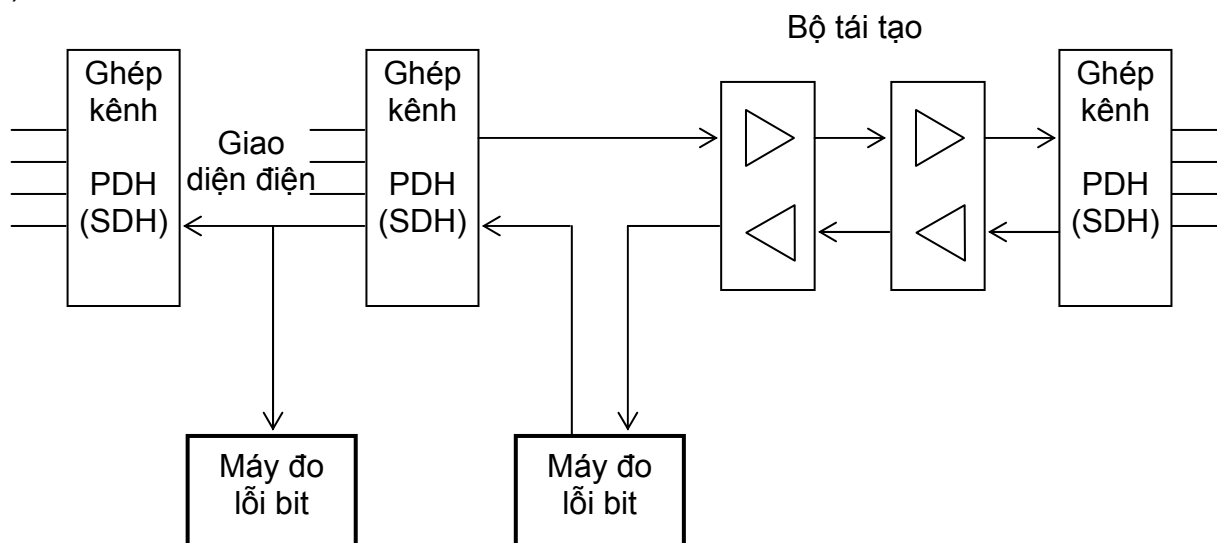 Bộ tái tạo
Ghép
kênh
PDH
(SDH)
Giao
diện điện
Ghép
kênh
PDH
(SDH)
Ghép
kênh
PDH
(SDH)
Máy đo
lỗi bit
Máy đo
lỗi bit